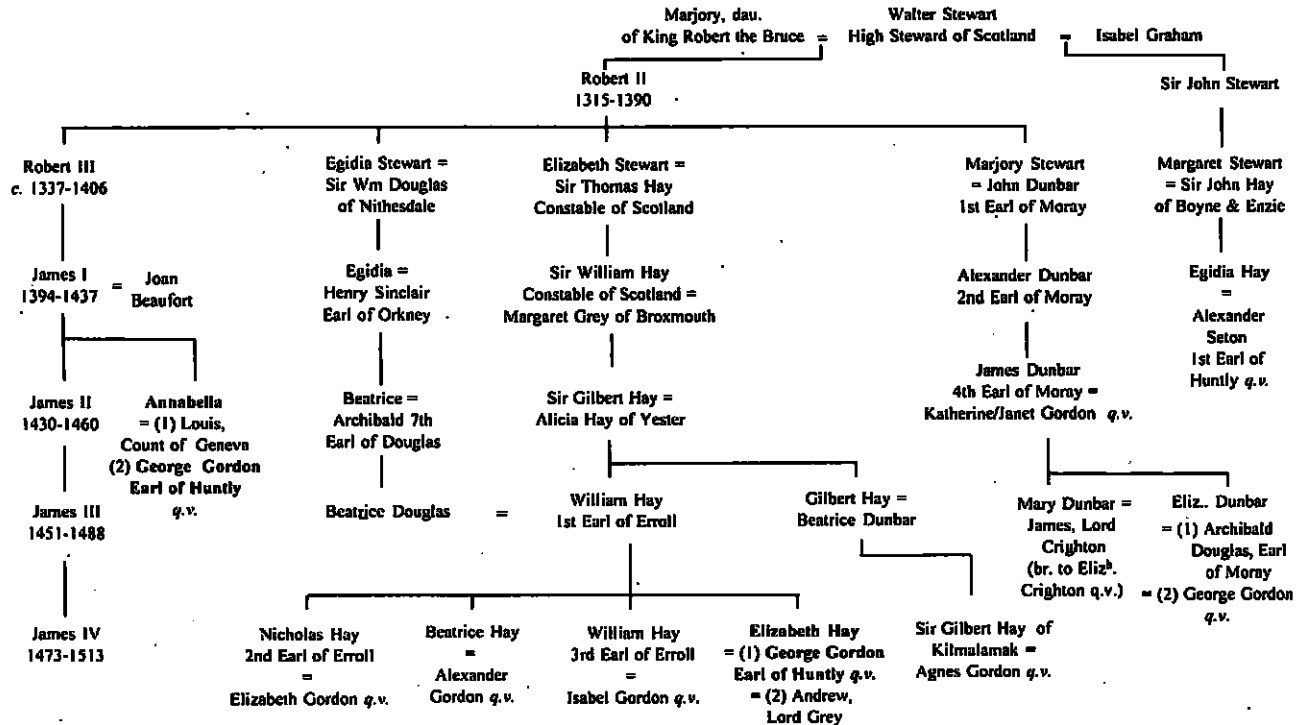 Marjory, dau.
of King Robert the Bruce =
Walter Stewart
High Steward of Scotland
= Isabel Graham
Robert II
1315-1390
Sir John Stewart
Robert III
c. 1337-1406
Egidia Stewart =
Sir Wm Douglas
of Nithesdale
Elizabeth Stewart =
Sir Thomas Hay
Constable of Scotland
Marjory Stewart
= John Dunbar
1st Earl of Moray
Margaret Stewart
= Sir John Hay
of Boyne & Enzie
James I
1394-1437
=
Joan
Beaufort
Egidia =
Henry Sinclair
Earl of Orkney
Sir William Hay
Constable of Scotland =
Margaret Grey of Broxmouth
Alexander Dunbar
2nd Earl of Moray
Egidia Hay
=
Alexander
Seton
1st Earl of
Huntly q.v.
James II
1430-1460
Annabella
= (1) Louis,
Count of Geneva
(2) George Gordon
Earl of Huntly
q.v.
Beatrice =
Archibald 7th
Earl of Douglas
Sir Gilbert Hay =
Alicia Hay of Yester
James Dunbar
4th Earl of Moray =
Katherine/Janet Gordon q.v.
James III
1451-1488
Beatrice Douglas =
William Hay
1st Earl of Erroll
Gilbert Hay =
Beatrice Dunbar
Mary Dunbar =
James, Lord
Crighton
(br. to Elizh.
Crighton q.v.)
Eliz.. Dunbar
= (1) Archibald
Douglas, Earl
of Moray
= (2) George Gordon
q.v.
James IV
1473-1513
Nicholas Hay
2nd Earl of Erroll
=
Elizabeth Gordon q.v.
Beatrice Hay
=
Alexander
Gordon q.v.
William Hay
3rd Earl of Erroll
=
Isabel Gordon q.v.
Elizabeth Hay
= (1) George Gordon
Earl of Huntly q.v.
= (2) Andrew,
Lord Grey
Sir Gilbert Hay of
Kilmalamak =
Agnes Gordon q.v.